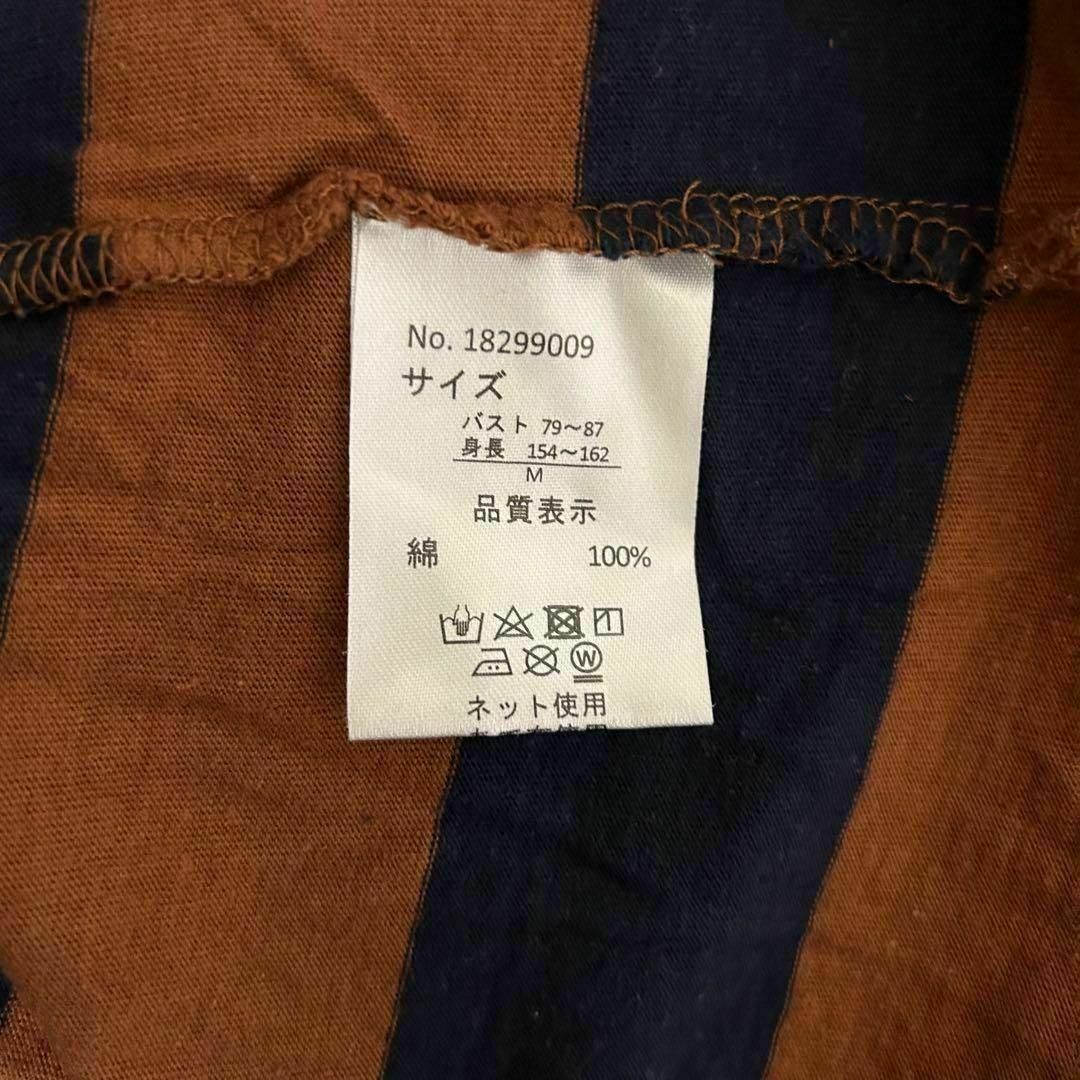 No. 18299009
サイズ
バスト 79～87
身長 154～162
M
品質表示
綿 100%
W
ネット使用